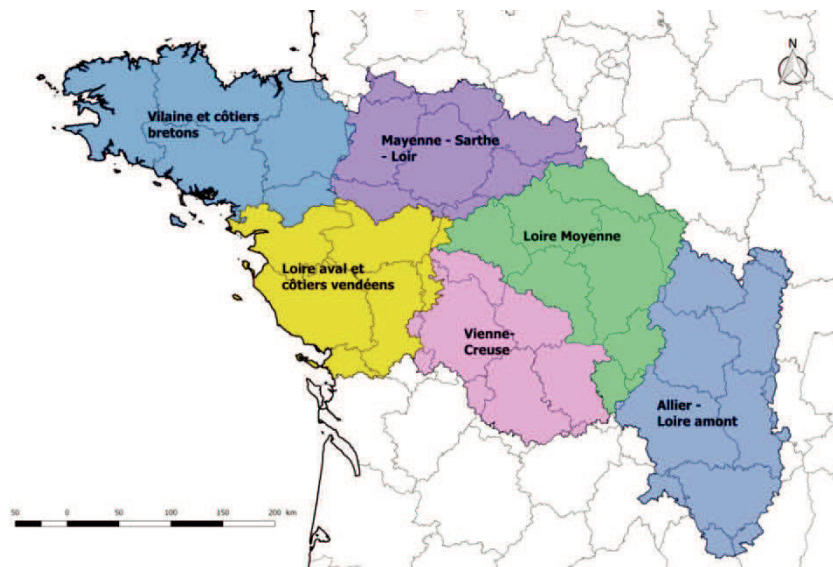 N
Vilaine et côtiers
bretons
Mayenne - Sarthe
- Loir
Loire Moyenne
Loire aval et
côtiers vendéens
Vienne-
Creuse
Allier -
Loire amont
50 0 50 100 150 200 km